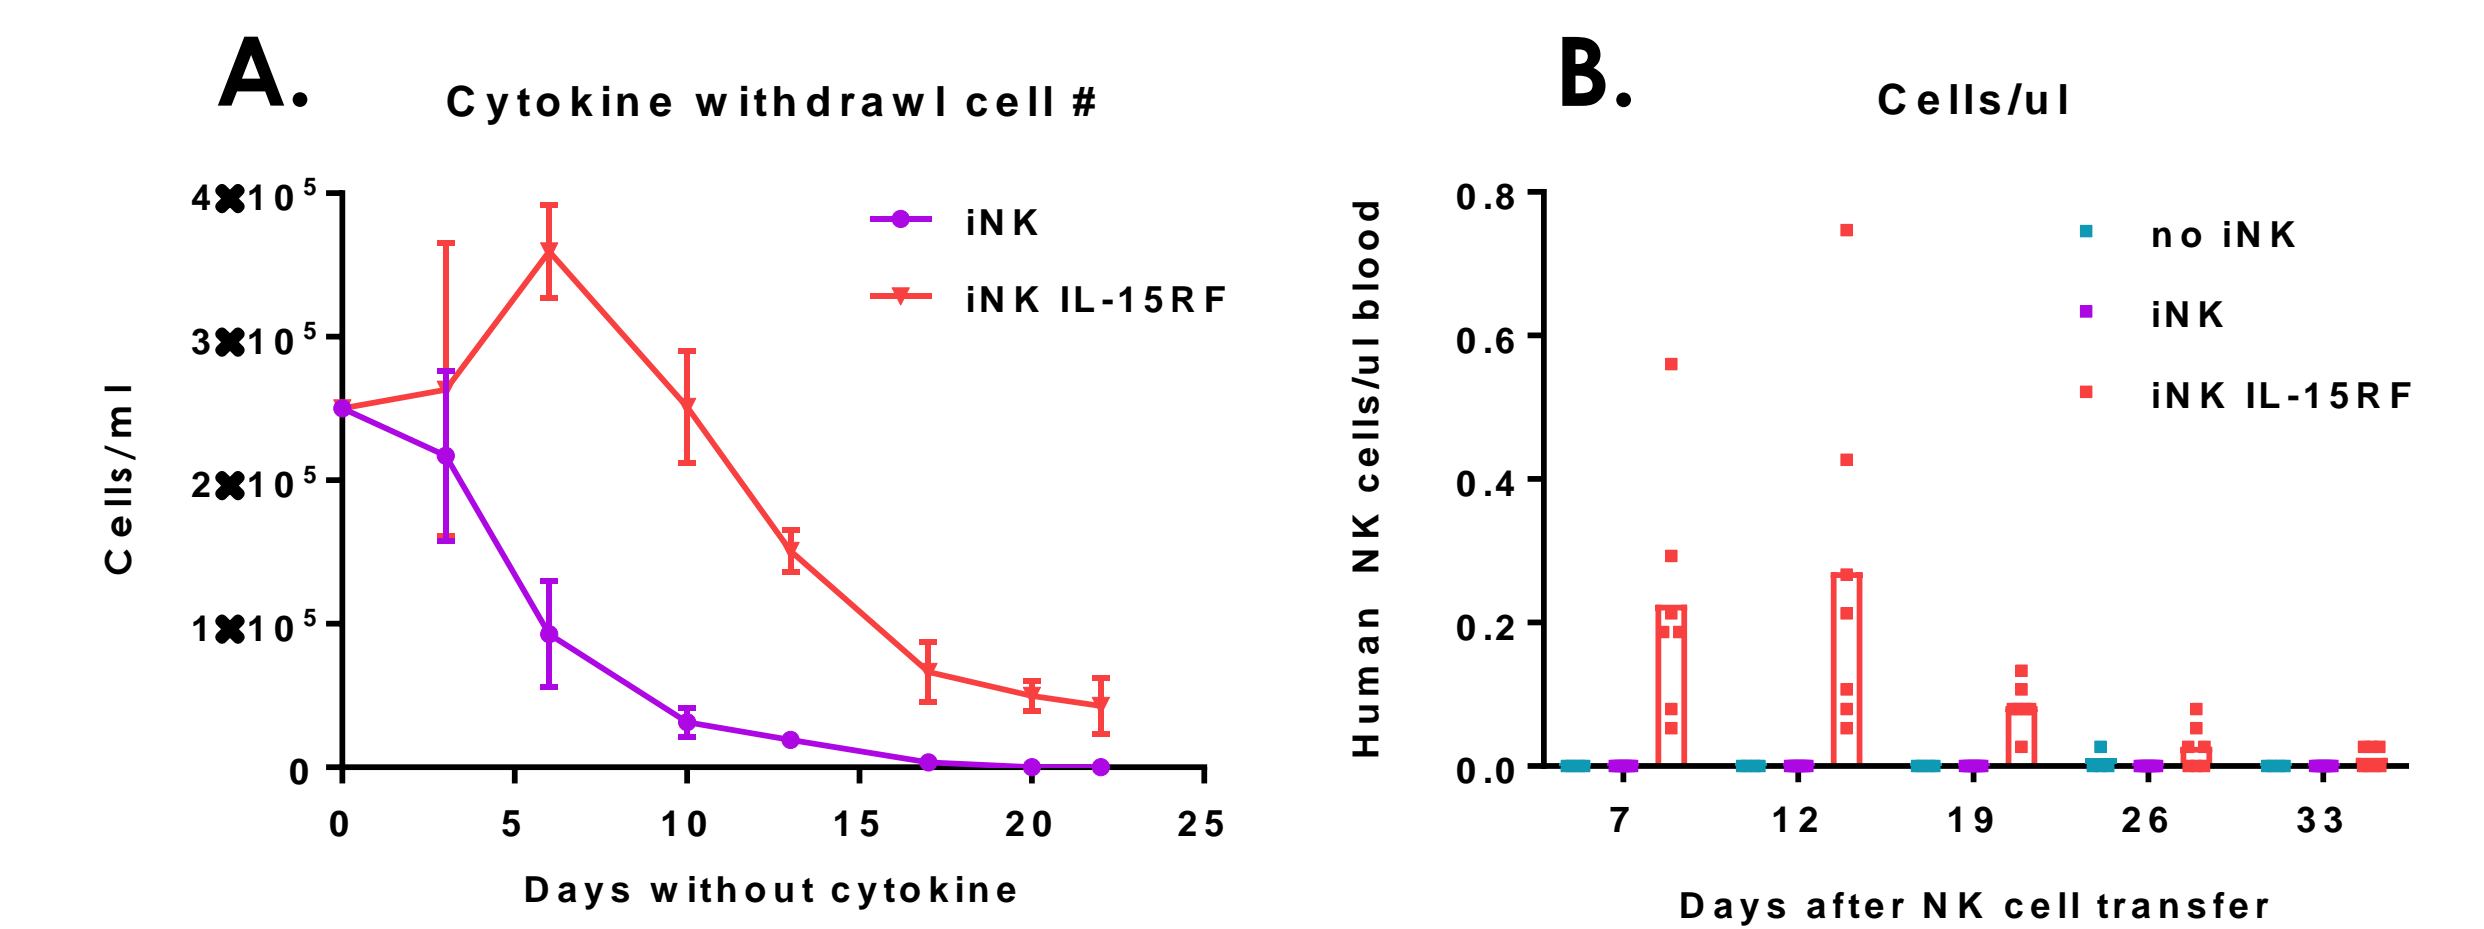 A.
Cytokine withdrawl cell #
Cells/ml
4✖10⁵
3✖10⁵
2✖10⁵
1✖10⁵
0
iNK
iNK IL-15RF
0 5 10 15 20 25
Days without cytokine
B.
Cells/ul
Human NK cells/ul blood
0.8
0.6
0.4
0.2
0.0
no iNK
iNK
iNK IL-15RF
7 12 19 26 33
Days after NK cell transfer